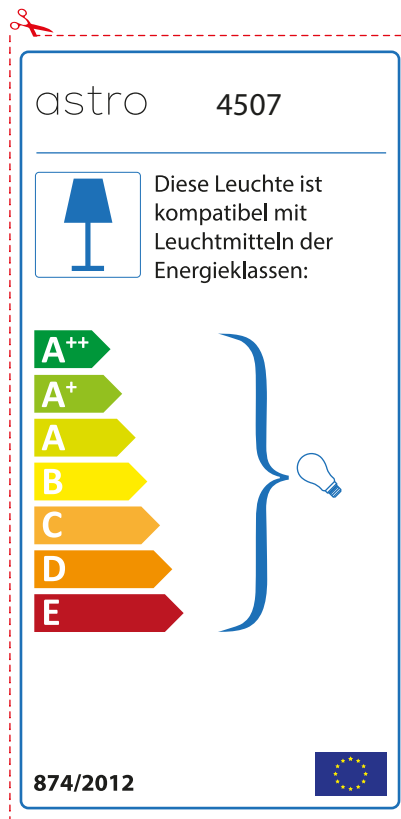 astro 4507
Diese Leuchte ist
kompatibel mit
Leuchtmitteln der
Energieklassen:
A++
A+
A
B
C
D
E
874/2012